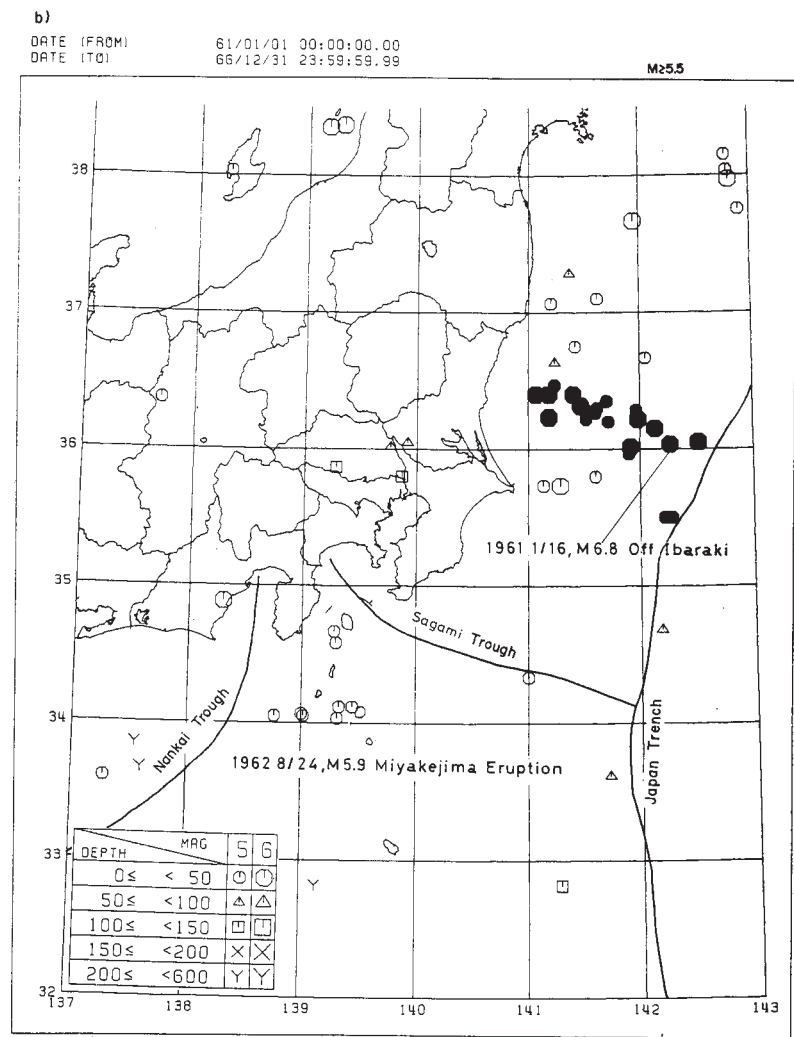 b)
DATE (FROM) 61/01/01 00:00:00.00
DATE (TO) 66/12/31 23:59:59.99
M≥5.5
38
37
36
1961 1/16, M6.8 Off Ibaraki
35
Sagami Trough
34
Nankai Trough
Japan Trench
1962 8/24, M5.9 Miyakejima Eruption
33
DEPTH MAG 5 6
0≤ < 50
50≤ <100
100≤ <150
150≤ <200
200≤ <600
32
137 138 139 140 141 142 143